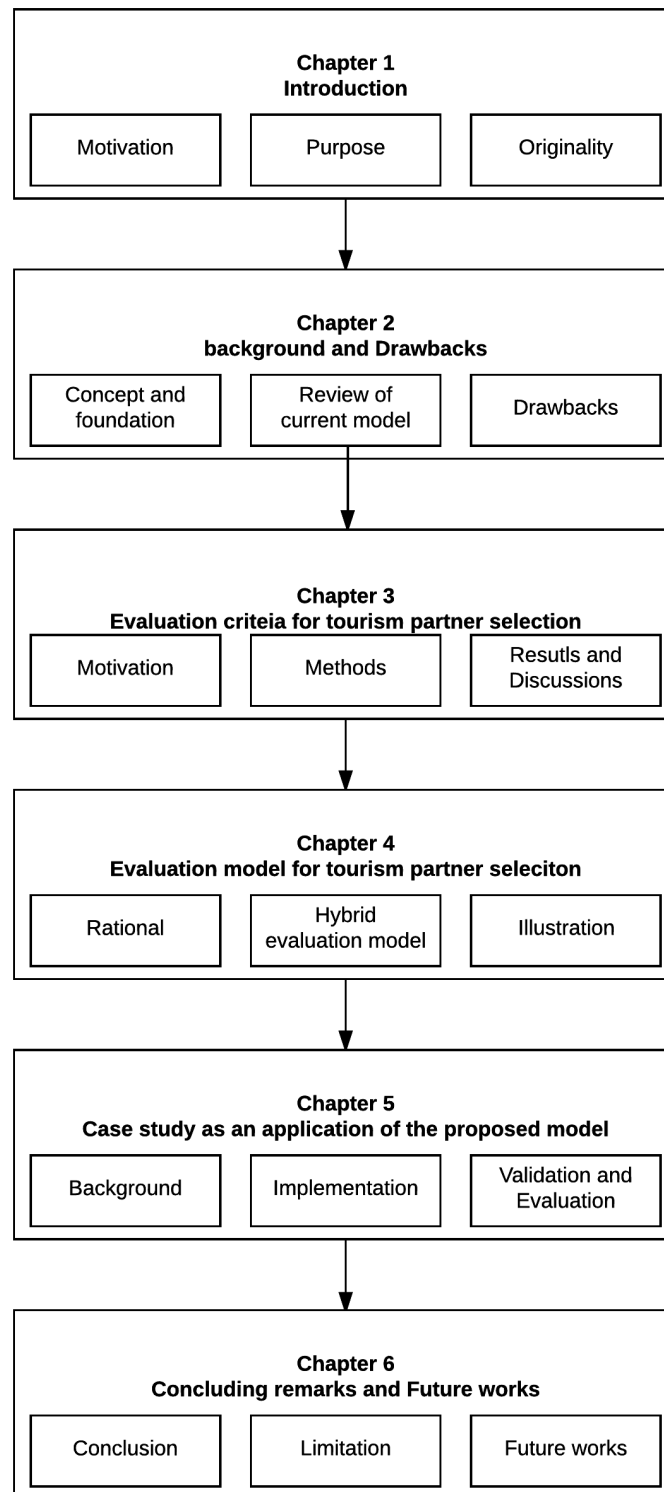 Chapter 1
Introduction
Motivation
Purpose
Originality
Chapter 2
background and Drawbacks
Concept and
foundation
Review of
current model
Drawbacks
Chapter 3
Evaluation criteia for tourism partner selection
Motivation
Methods
Resutls and
Discussions
Chapter 4
Evaluation model for tourism partner seleciton
Rational
Hybrid
evaluation model
Illustration
Chapter 5
Case study as an application of the proposed model
Background
Implementation
Validation and
Evaluation
Chapter 6
Concluding remarks and Future works
Conclusion
Limitation
Future works